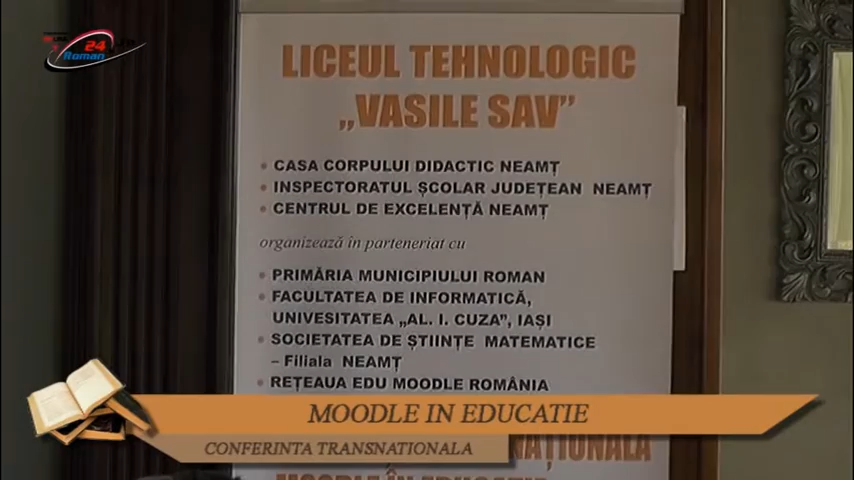 24
Roman
LICEUL TEHNOLOGIC
„VASILE SAV”
• CASA CORPULUI DIDACTIC NEAMȚ
• INSPECTORATUL ȘCOLAR JUDEȚEAN NEAMȚ
• CENTRUL DE EXCELENȚĂ NEAMȚ
organizează în parteneriat cu
• PRIMĂRIA MUNICIPIULUI ROMAN
• FACULTATEA DE INFORMATICĂ,
UNIVESITATEA „AL. I. CUZA”, IAȘI
• SOCIETATEA DE ȘTIINȚE MATEMATICE
– Filiala NEAMȚ
• REȚEAUA EDU MOODLE ROMÂNIA
MOODLE IN EDUCATIE
CONFERINTA TRANSNATIONALA